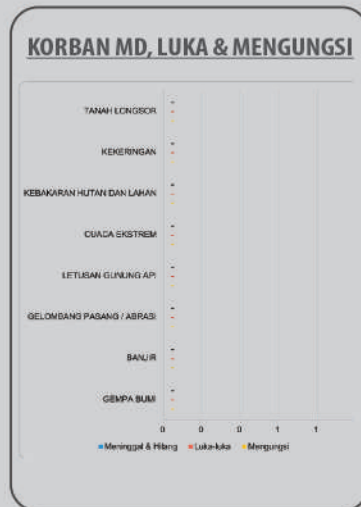 KORBAN MD, LUKA & MENGUNGSI
TANAH LONGSOR
-
-
-
KEKERINGAN
-
-
-
KEBAKARAN HUTAN DAN LAHAN
-
-
-
CUACA EKSTREM
-
-
-
LETUSAN GUNUNG API
-
-
-
GELOMBANG PASANG / ABRASI
-
-
-
BANJIR
-
-
-
GEMPA BUMI
-
-
-
0 0 0 1 1
Meninggal & Hilang Luka-luka Mengungsi